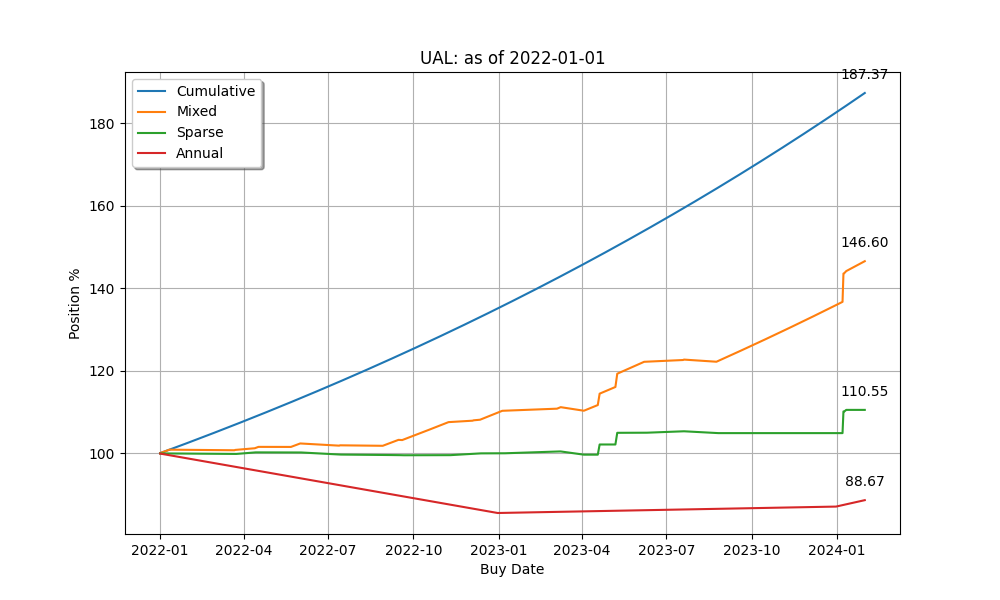 UAL: as of 2022-01-01
187.37
Cumulative
Mixed
Sparse
Annual
180
160
146.60
140
120
110.55
100
88.67
Position %
2022-01
2022-04
2022-07
2022-10
2023-01
2023-04
2023-07
2023-10
2024-01
Buy Date